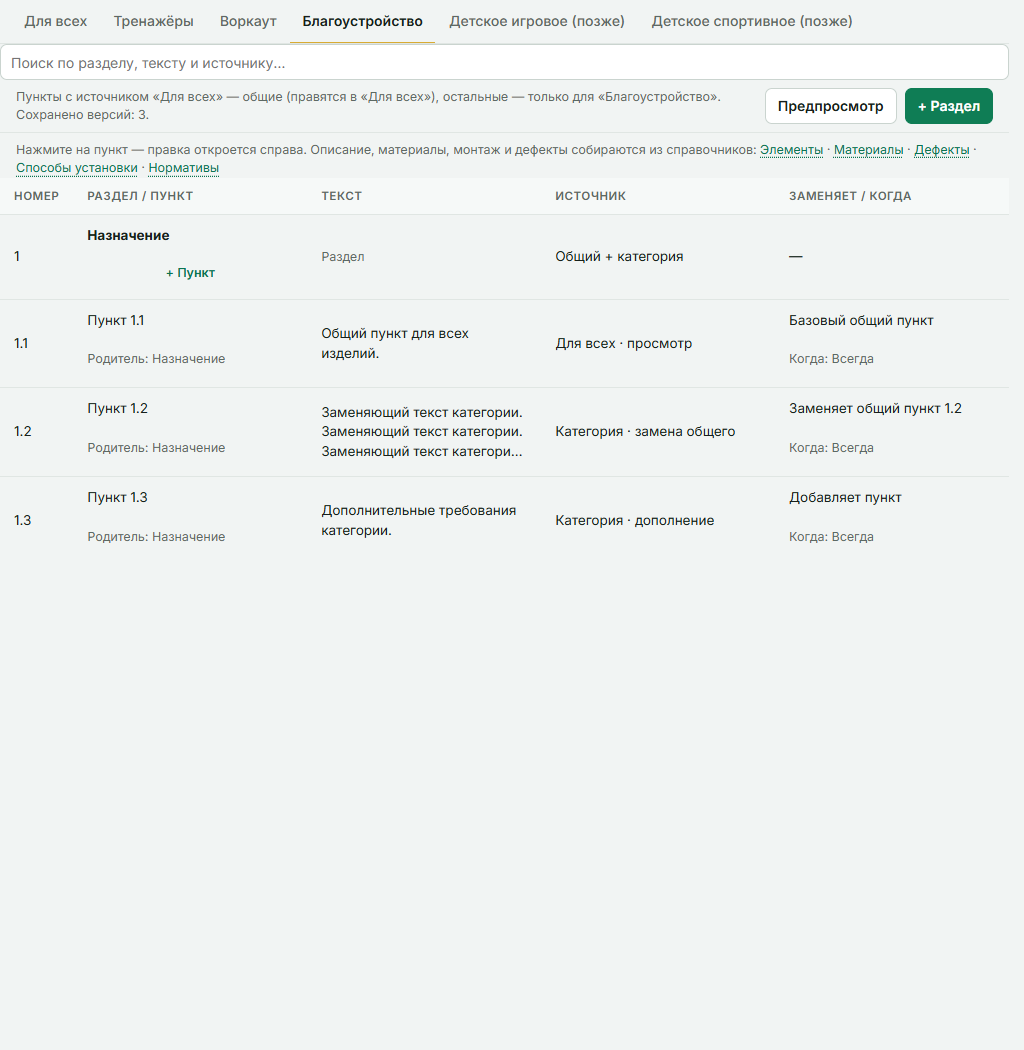 Для всех Тренажёры Воркаут Благоустройство Детское игровое (позже) Детское спортивное (позже)
Поиск по разделу, тексту и источнику...
Пункты с источником «Для всех» — общие (правятся в «Для всех»), остальные — только для «Благоустройство».
Сохранено версий: 3.
Предпросмотр + Раздел
Нажмите на пункт — правка откроется справа. Описание, материалы, монтаж и дефекты собираются из справочников: Элементы · Материалы · Дефекты ·
Способы установки · Нормативы
НОМЕР РАЗДЕЛ / ПУНКТ ТЕКСТ ИСТОЧНИК ЗАМЕНЯЕТ / КОГДА
1 Назначение Раздел Общий + категория —
+ Пункт
1.1 Пункт 1.1
Родитель: Назначение
Общий пункт для всех
изделий.
Для всех · просмотр
Базовый общий пункт
Когда: Всегда
1.2 Пункт 1.2
Родитель: Назначение
Заменяющий текст категории.
Заменяющий текст категории.
Заменяющий текст категори...
Категория · замена общего
Заменяет общий пункт 1.2
Когда: Всегда
1.3 Пункт 1.3
Родитель: Назначение
Дополнительные требования
категории.
Категория · дополнение
Добавляет пункт
Когда: Всегда